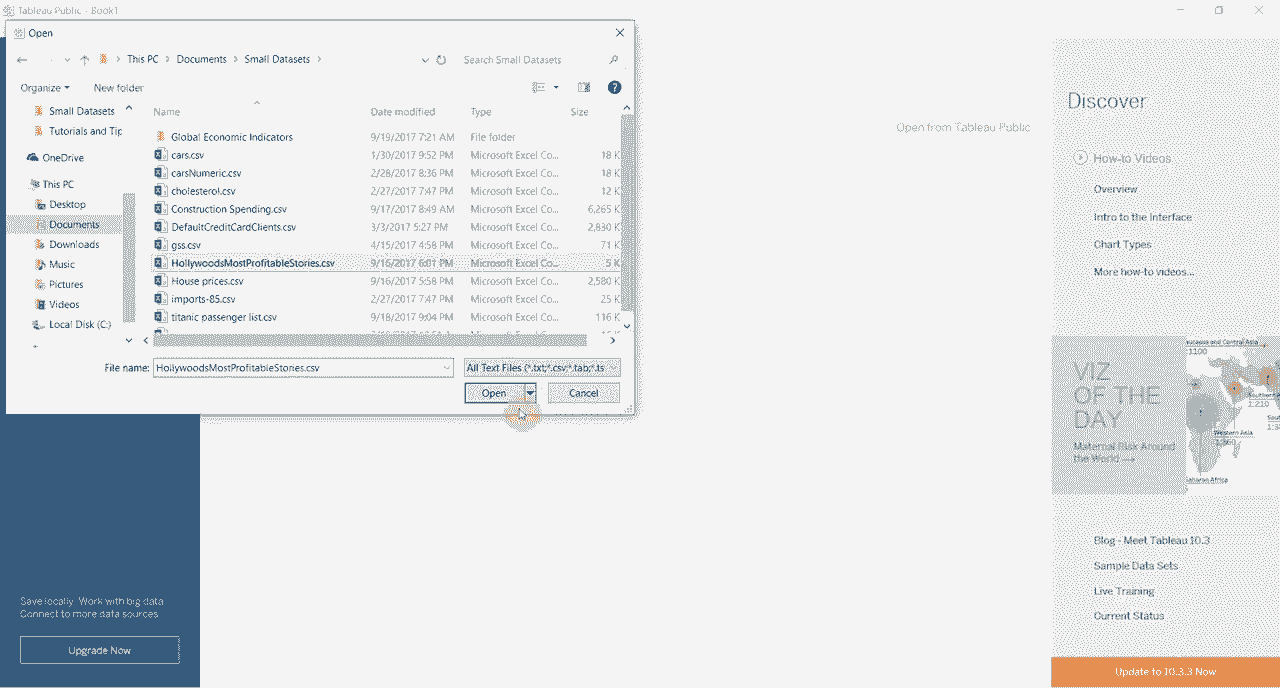 Tableau Public - Book1
Open
This PC > Documents > Small Datasets >
Search Small Datasets
Organize
New folder
Small Datasets
Tutorials and Tip
OneDrive
This PC
Desktop
Documents
Downloads
Music
Pictures
Videos
Local Disk (C:)
Name Date modified Type Size
Global Economic Indicators 9/19/2017 7:21 AM File folder
cars.csv 1/30/2017 9:52 PM Microsoft Excel Co... 18 K
carsNumeric.csv 2/28/2017 8:36 PM Microsoft Excel Co... 18 K
cholesterol.csv 2/27/2017 7:47 PM Microsoft Excel Co... 12 K
Construction Spending.csv 9/17/2017 8:49 AM Microsoft Excel Co... 6,265 K
DefaultCreditCardClients.csv 3/3/2017 5:27 PM Microsoft Excel Co... 2,830 K
gss.csv 4/15/2017 4:58 PM Microsoft Excel Co... 71 K
HollywoodsMostProfitableStories.csv 9/16/2017 6:01 PM Microsoft Excel Co... 5 K
House prices.csv 9/16/2017 5:58 PM Microsoft Excel Co... 2,580 K
imports-85.csv 2/27/2017 7:47 PM Microsoft Excel Co... 25 K
titanic passenger list.csv 9/18/2017 9:04 PM Microsoft Excel Co... 116 K
File name: HollywoodsMostProfitableStories.csv
All Text Files (*.txt;*.csv;*.tab;*.ts
Open
Cancel
Open from Tableau Public
Save locally. Work with big data.
Connect to more data sources.
Upgrade Now
Discover
How-to Videos
Overview
Intro to the Interface
Chart Types
More how-to videos...
VIZ
OF THE
DAY
Maternal Risk Around
the World →
ucasus and Central Asia
1:1100
Southern A
1:210
Western Asia
Saharan Africa
Blog - Meet Tableau 10.3
Sample Data Sets
Live Training
Current Status
Update to 10.3.3 Now